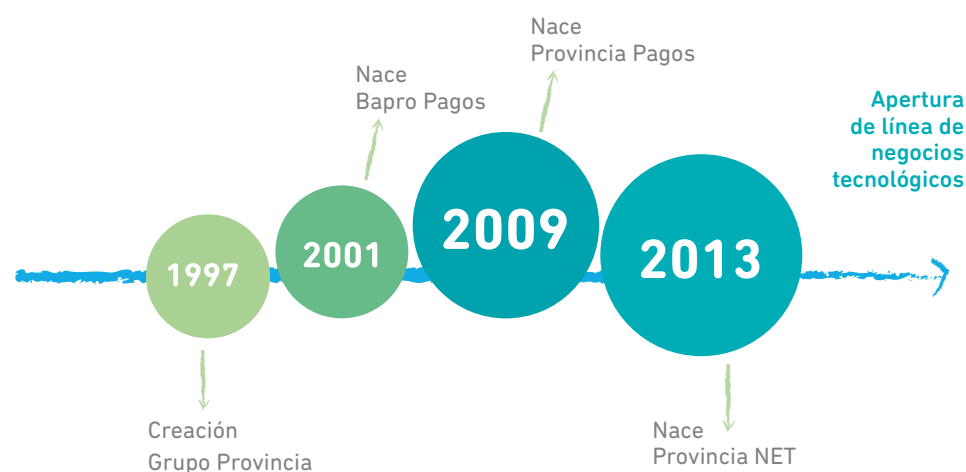 Nace
Provincia Pagos
Nace
Bapro Pagos
Apertura
de línea de
negocios
tecnológicos
1997
2001
2009
2013
Creación
Grupo Provincia
Nace
Provincia NET